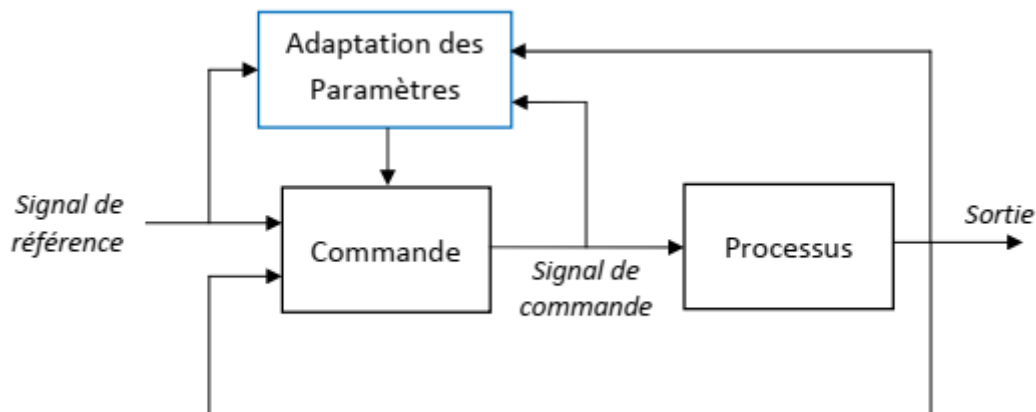 Adaptation des
Paramètres
Signal de
référence
Commande
Signal de
commande
Processus
Sortie